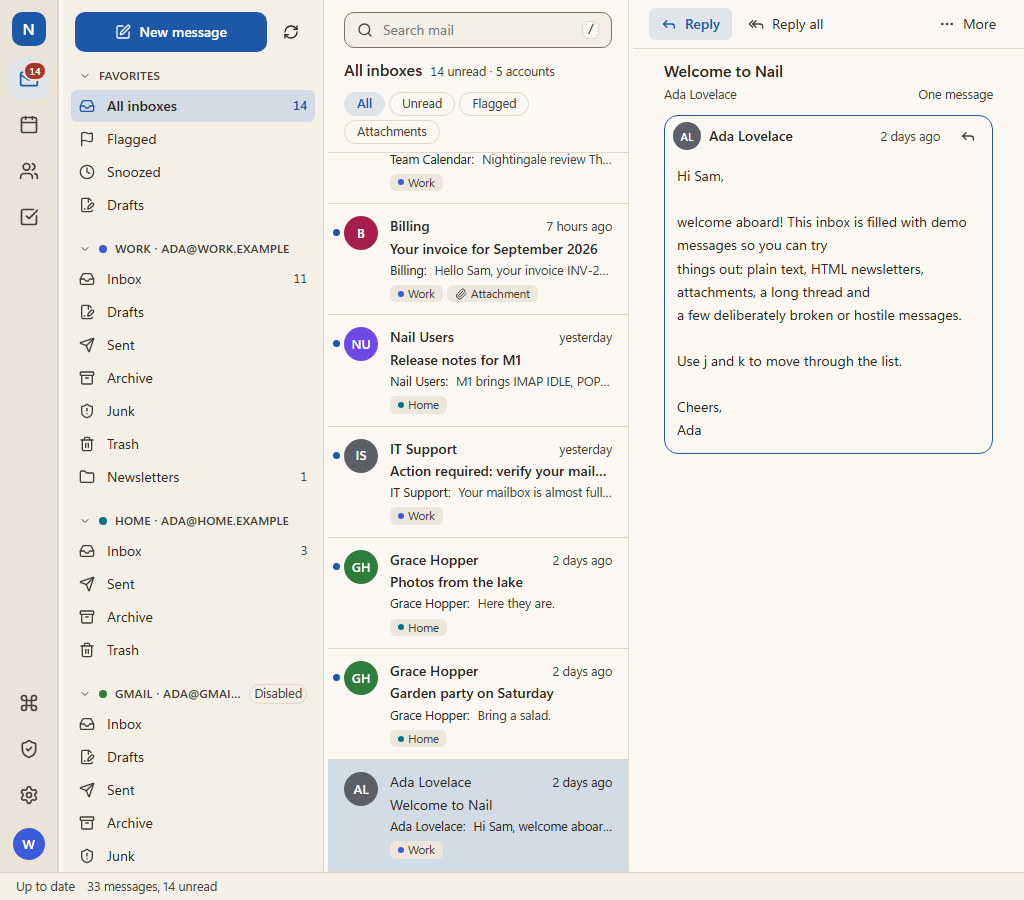 N
14
W
New message
FAVORITES
All inboxes 14
Flagged
Snoozed
Drafts
WORK · ADA@WORK.EXAMPLE
Inbox 11
Drafts
Sent
Archive
Junk
Trash
Newsletters 1
HOME · ADA@HOME.EXAMPLE
Inbox 3
Sent
Archive
Trash
GMAIL · ADA@GMAI... Disabled
Inbox
Drafts
Sent
Archive
Junk
Search mail /
All inboxes 14 unread · 5 accounts
All Unread Flagged
Attachments
Team Calendar: Nightingale review Th...
Work
B Billing 7 hours ago
Your invoice for September 2026
Billing: Hello Sam, your invoice INV-2...
Work Attachment
NU Nail Users yesterday
Release notes for M1
Nail Users: M1 brings IMAP IDLE, POP...
Home
IS IT Support yesterday
Action required: verify your mail...
IT Support: Your mailbox is almost full...
Work
GH Grace Hopper 2 days ago
Photos from the lake
Grace Hopper: Here they are.
Home
GH Grace Hopper 2 days ago
Garden party on Saturday
Grace Hopper: Bring a salad.
Home
AL Ada Lovelace 2 days ago
Welcome to Nail
Ada Lovelace: Hi Sam, welcome aboar...
Work
Reply Reply all More
Welcome to Nail
Ada Lovelace One message
AL Ada Lovelace 2 days ago
Hi Sam,
welcome aboard! This inbox is filled with demo
messages so you can try
things out: plain text, HTML newsletters,
attachments, a long thread and
a few deliberately broken or hostile messages.
Use j and k to move through the list.
Cheers,
Ada
Up to date 33 messages, 14 unread